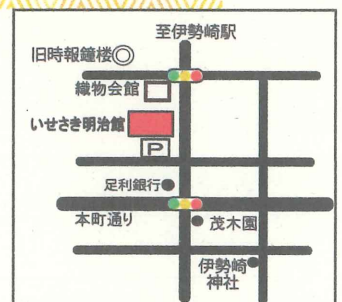 至伊勢崎駅
旧時報鐘楼
織物会館
いせさき明治館
P
足利銀行
本町通り
茂木園
伊勢崎
神社